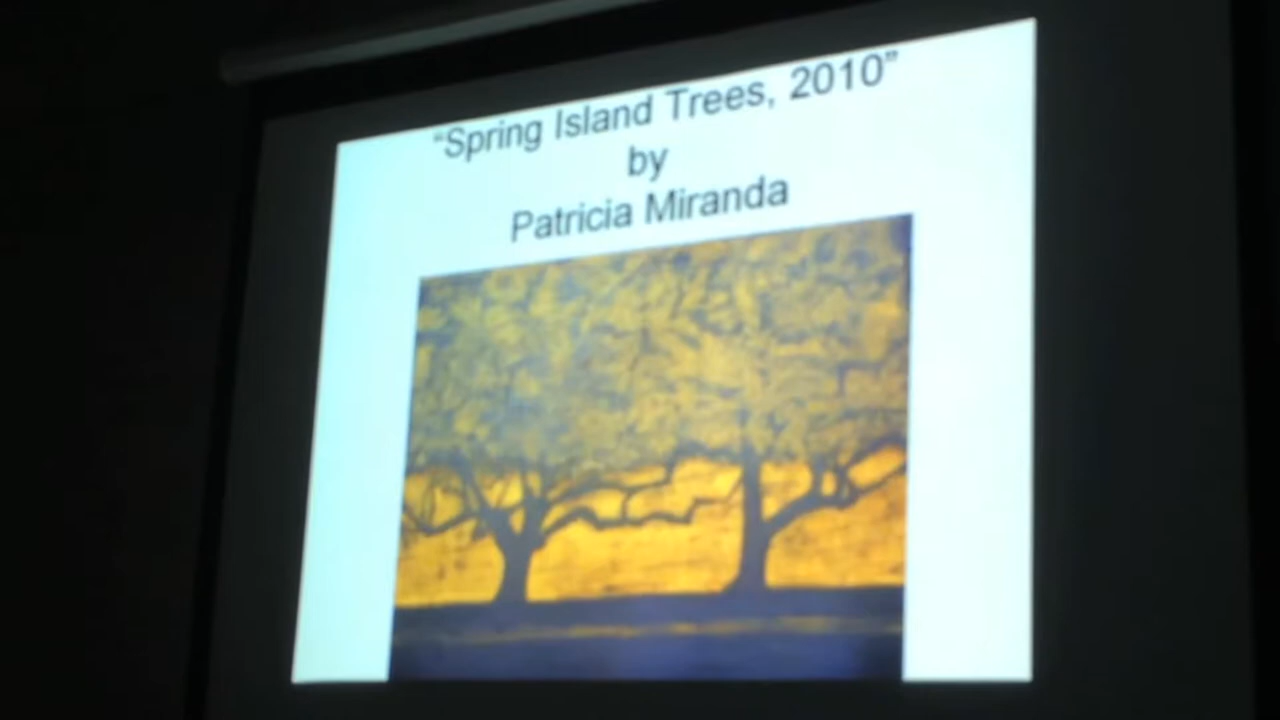 “Spring Island Trees, 2010”
by
Patricia Miranda